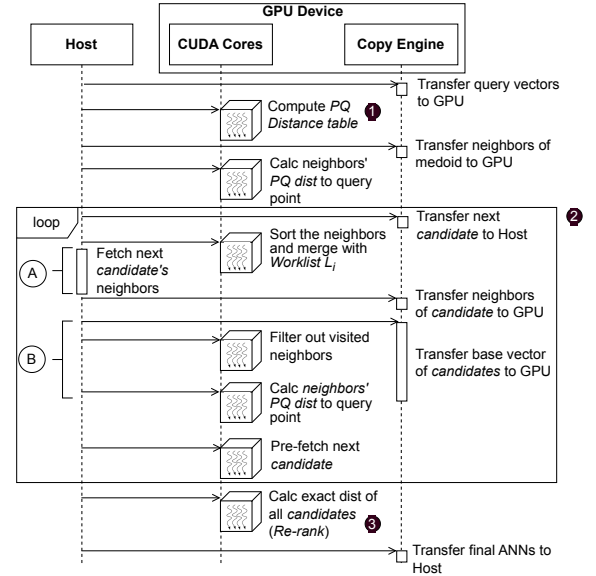 GPU Device
Host
CUDA Cores
Copy Engine
Transfer query vectors
to GPU
Compute PQ
Distance table
1
Transfer neighbors of
medoid to GPU
Calc neighbors'
PQ dist to query
point
loop
Transfer next
candidate to Host
2
Sort the neighbors
and merge with
Worklist Li
A
Fetch next
candidate's
neighbors
Transfer neighbors
of candidate to GPU
B
Filter out visited
neighbors
Transfer base vector
of candidates to GPU
Calc neighbors'
PQ dist to query
point
Pre-fetch next
candidate
Calc exact dist of
all candidates
(Re-rank)
3
Transfer final ANNs to
Host